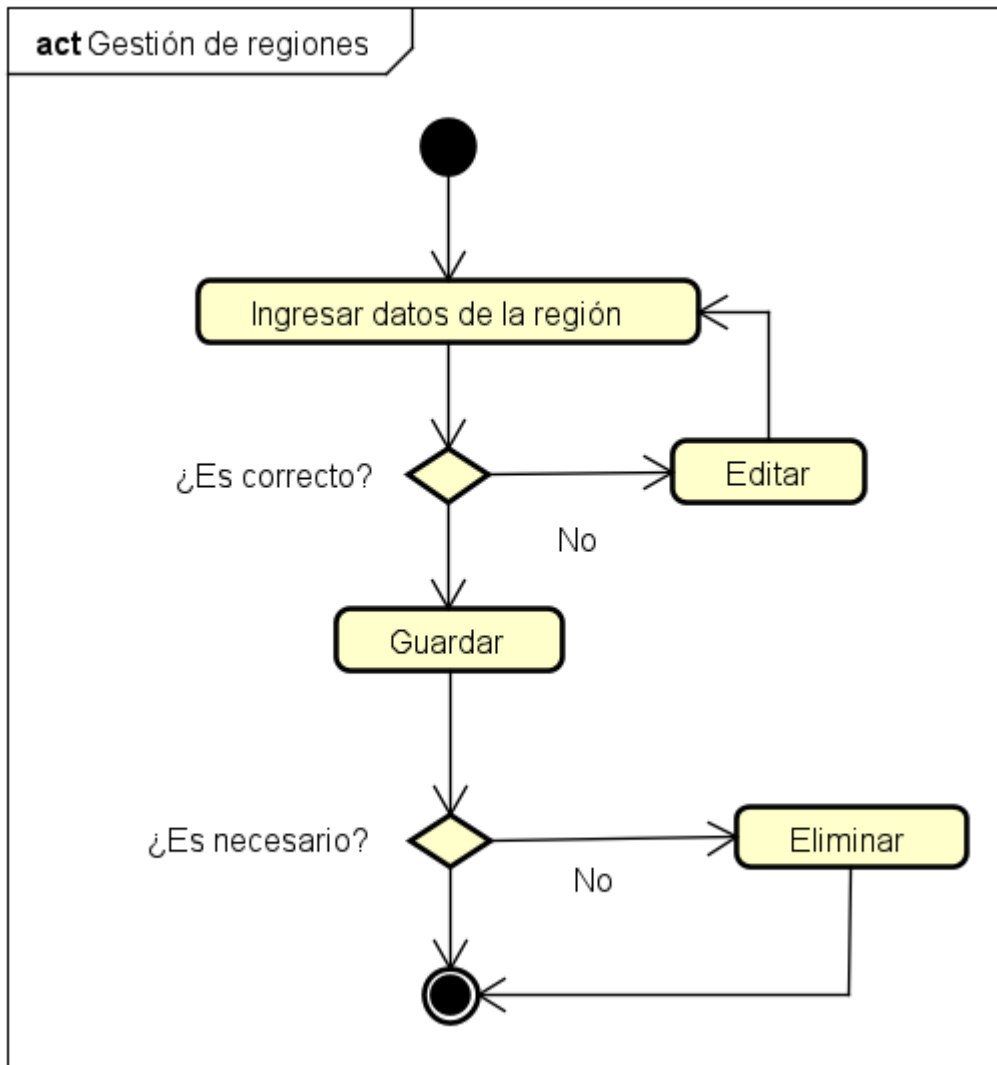 act Gestión de regiones
Ingresar datos de la región
¿Es correcto?
Editar
No
Guardar
¿Es necesario?
Eliminar
No